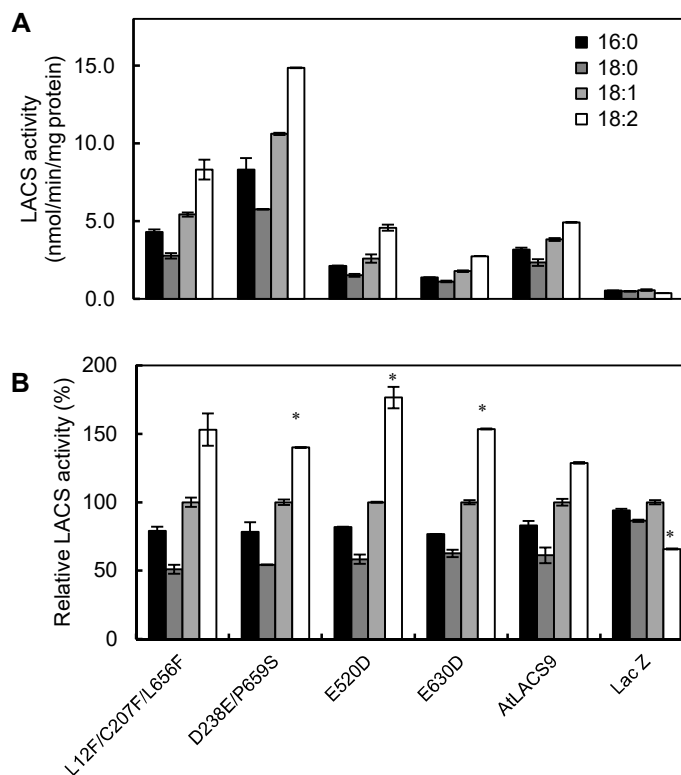 A
LACS activity
(nmol/min/mg protein)
15.0
10.0
5.0
0.0
16:0
18:0
18:1
18:2
B
Relative LACS activity (%)
200
150
100
50
0
*
*
*
*
L12F/C207F/L656F
D238E/P659S
E520D
E630D
AtLACS9
Lac Z